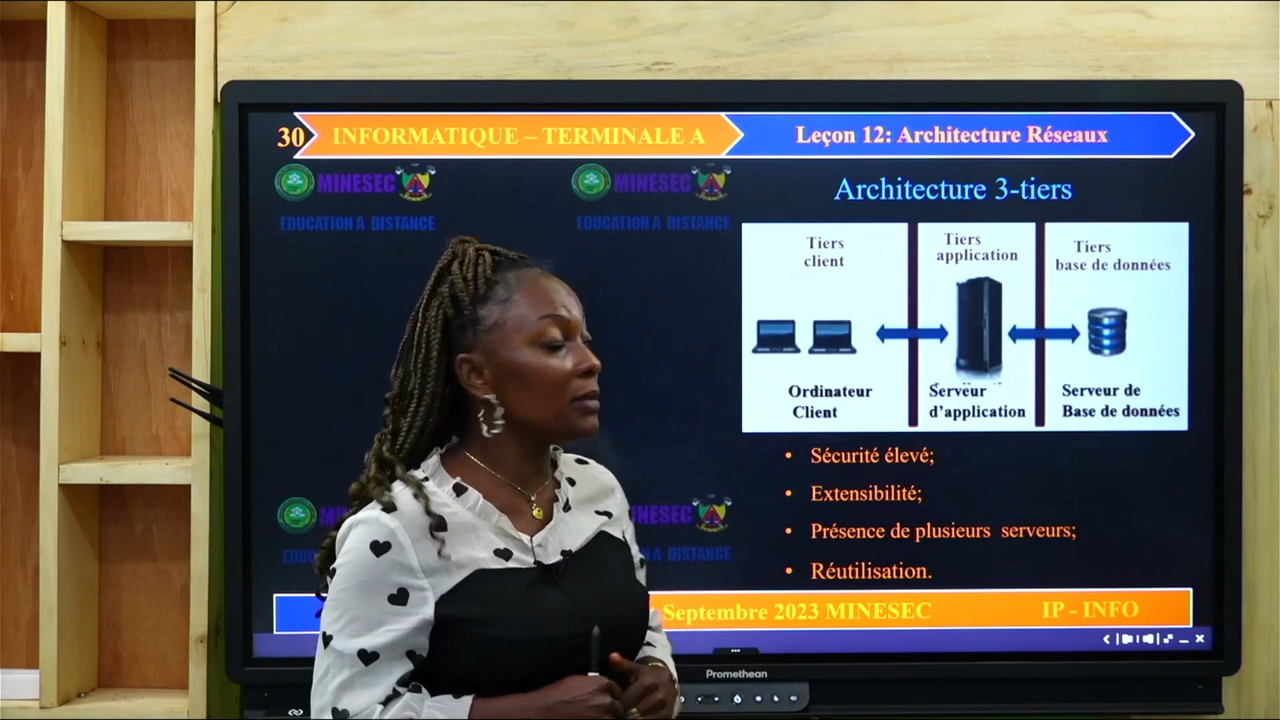 30
INFORMATIQUE – TERMINALE A
Leçon 12: Architecture Réseaux
MINESEC
EDUCATION A DISTANCE
MINESEC
EDUCATION A DISTANCE
Architecture 3-tiers
Tiers
client
Tiers
application
Tiers
base de données
Ordinateur
Client
Serveur
d'application
Serveur de
Base de données
• Sécurité élevé;
• Extensibilité;
• Présence de plusieurs serveurs;
• Réutilisation.
Septembre 2023 MINESEC
IP - INFO
Promethean